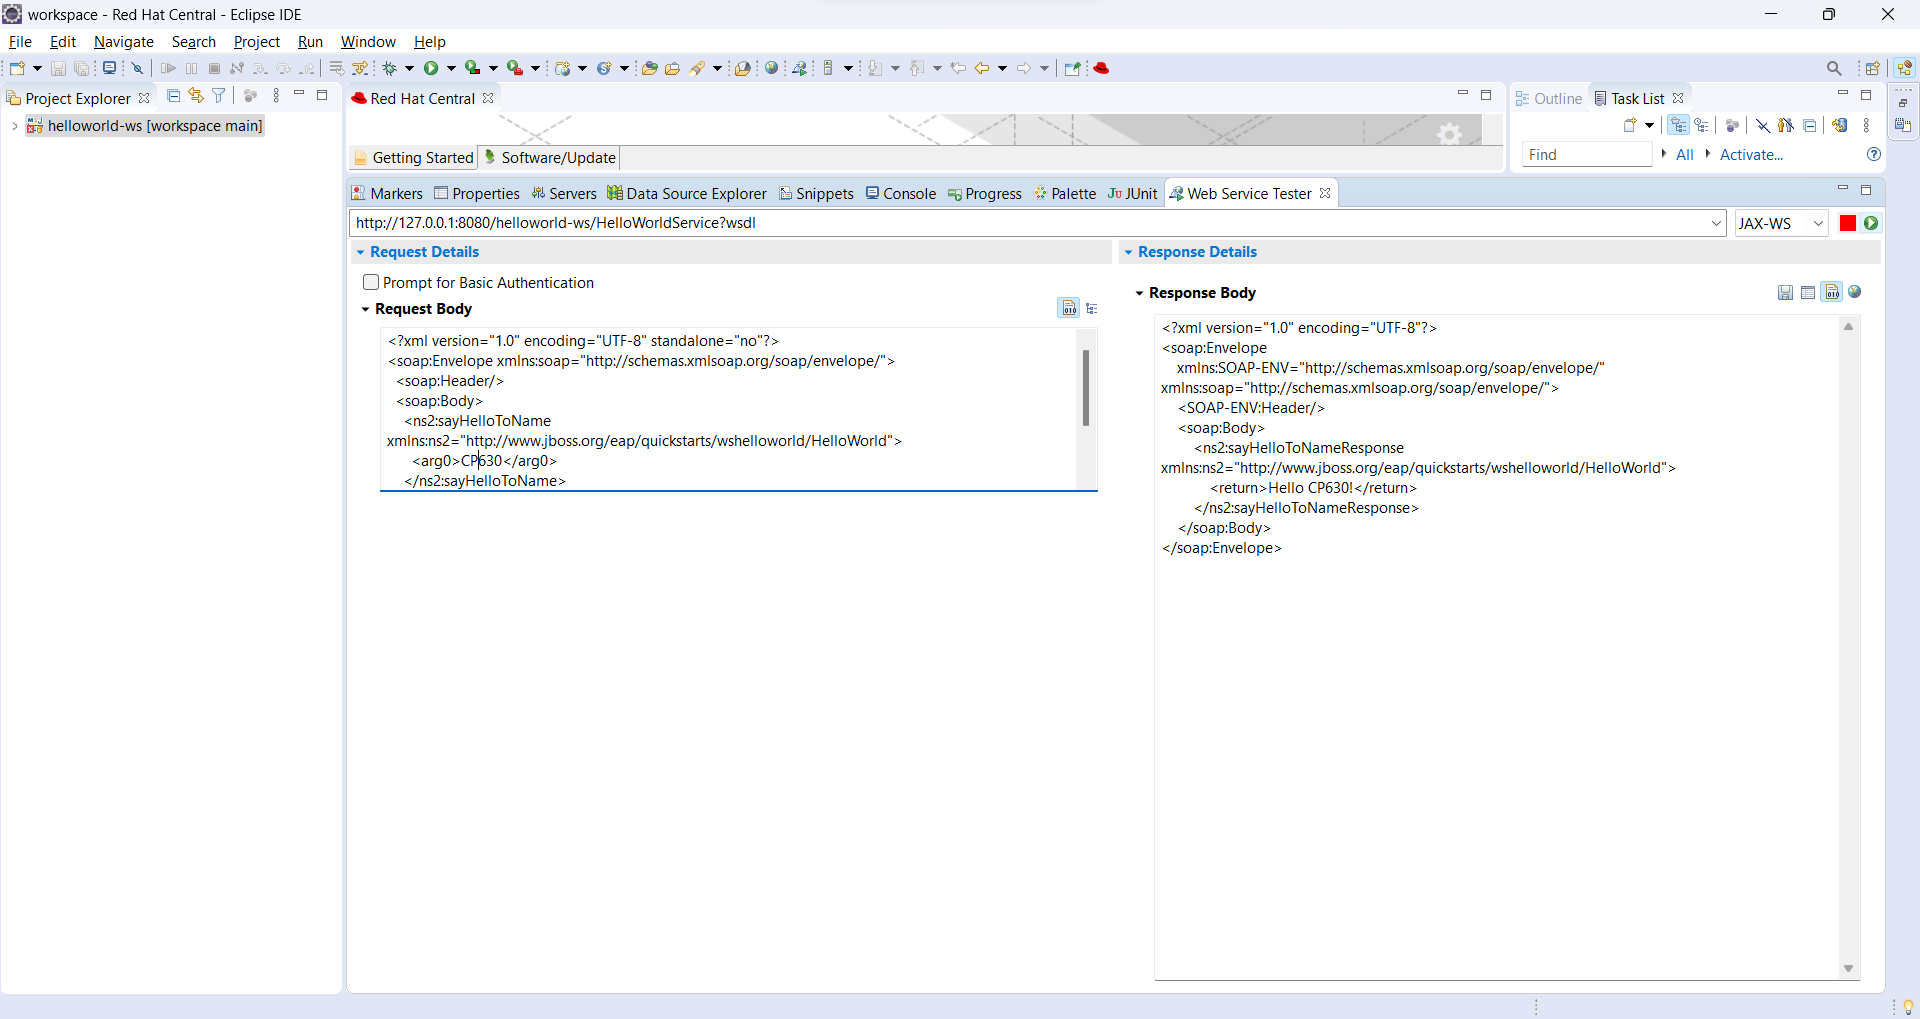 workspace - Red Hat Central - Eclipse IDE
File Edit Navigate Search Project Run Window Help
Project Explorer
helloworld-ws [workspace main]
Red Hat Central
Getting Started Software/Update
Outline Task List
Find All Activate...
Markers Properties Servers Data Source Explorer Snippets Console Progress Palette JUnit Web Service Tester
http://127.0.0.1:8080/helloworld-ws/HelloWorldService?wsdl JAX-WS
Request Details
Prompt for Basic Authentication
Request Body
<?xml version="1.0" encoding="UTF-8" standalone="no"?>
<soap:Envelope xmlns:soap="http://schemas.xmlsoap.org/soap/envelope/">
<soap:Header/>
<soap:Body>
<ns2:sayHelloToName
xmlns:ns2="http://www.jboss.org/eap/quickstarts/wshelloworld/HelloWorld">
<arg0>CP630</arg0>
</ns2:sayHelloToName>
Response Details
Response Body
<?xml version="1.0" encoding="UTF-8"?>
<soap:Envelope
xmlns:SOAP-ENV="http://schemas.xmlsoap.org/soap/envelope/"
xmlns:soap="http://schemas.xmlsoap.org/soap/envelope/">
<SOAP-ENV:Header/>
<soap:Body>
<ns2:sayHelloToNameResponse
xmlns:ns2="http://www.jboss.org/eap/quickstarts/wshelloworld/HelloWorld">
<return>Hello CP630!</return>
</ns2:sayHelloToNameResponse>
</soap:Body>
</soap:Envelope>